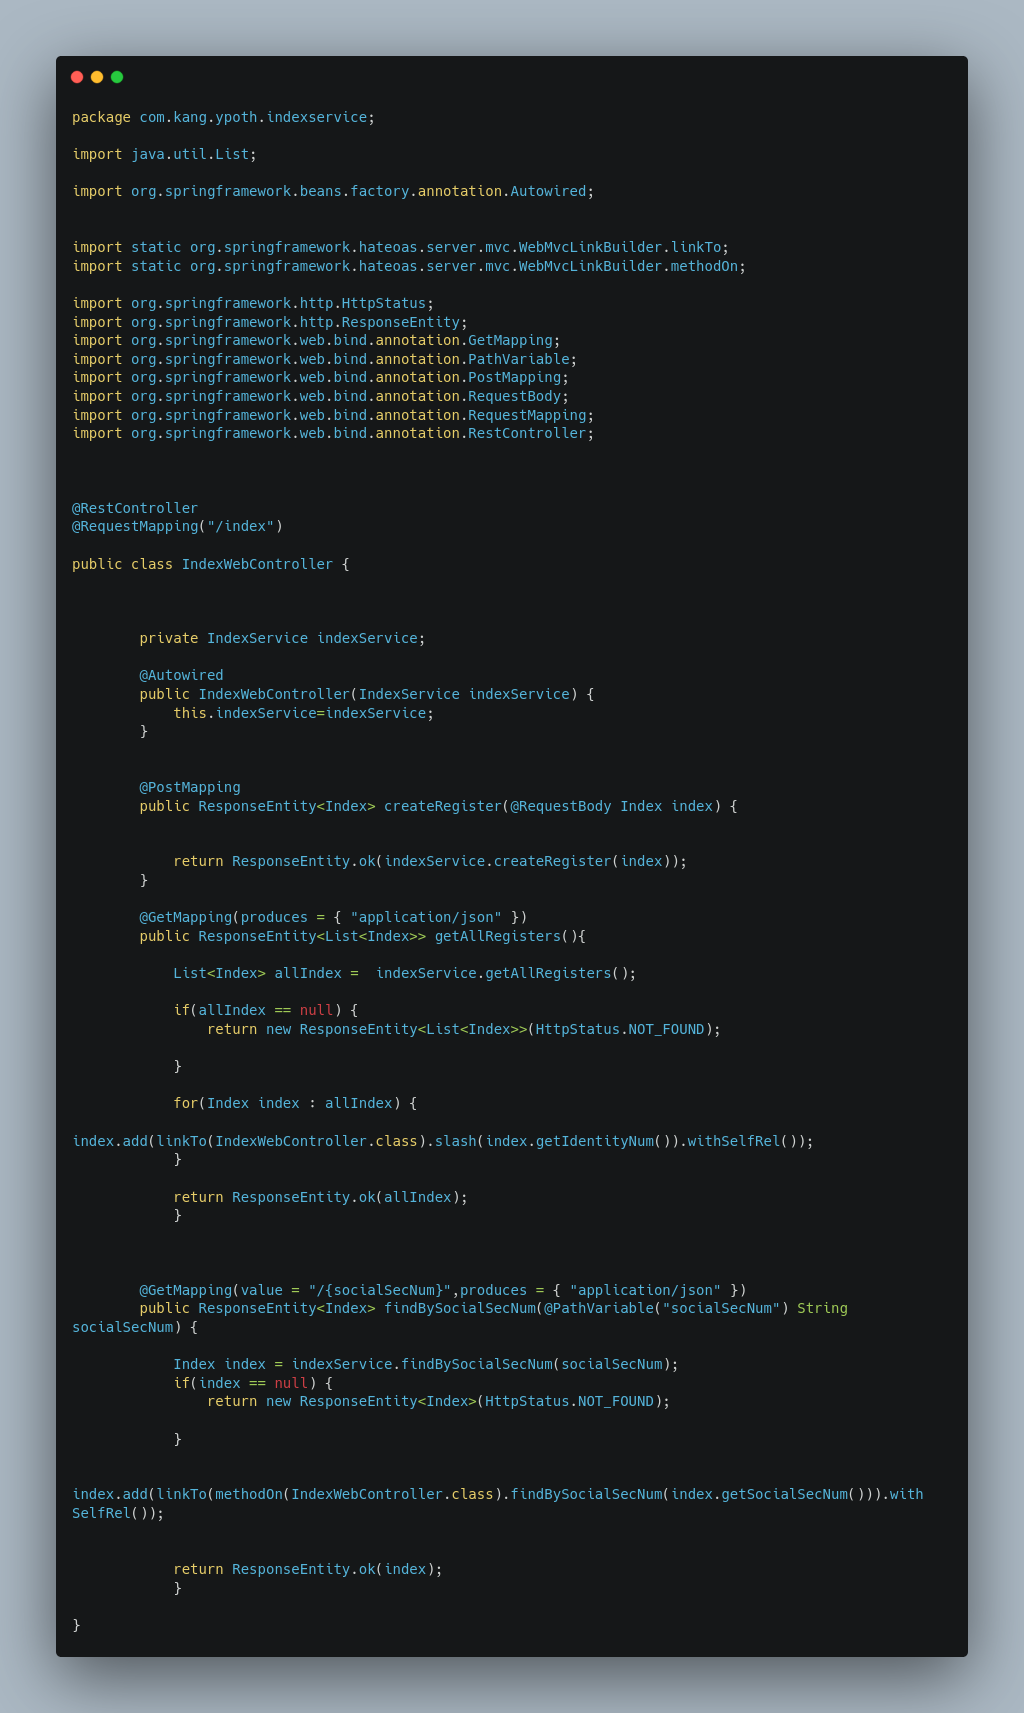 package com.kang.ypoth.indexservice;
import java.util.List;
import org.springframework.beans.factory.annotation.Autowired;
import static org.springframework.hateoas.server.mvc.WebMvcLinkBuilder.linkTo;
import static org.springframework.hateoas.server.mvc.WebMvcLinkBuilder.methodOn;
import org.springframework.http.HttpStatus;
import org.springframework.http.ResponseEntity;
import org.springframework.web.bind.annotation.GetMapping;
import org.springframework.web.bind.annotation.PathVariable;
import org.springframework.web.bind.annotation.PostMapping;
import org.springframework.web.bind.annotation.RequestBody;
import org.springframework.web.bind.annotation.RequestMapping;
import org.springframework.web.bind.annotation.RestController;
@RestController
@RequestMapping("/index")
public class IndexWebController {
private IndexService indexService;
@Autowired
public IndexWebController(IndexService indexService) {
this.indexService=indexService;
}
@PostMapping
public ResponseEntity<Index> createRegister(@RequestBody Index index) {
return ResponseEntity.ok(indexService.createRegister(index));
}
@GetMapping(produces = { "application/json" })
public ResponseEntity<List<Index>> getAllRegisters(){
List<Index> allIndex =  indexService.getAllRegisters();
if(allIndex == null) {
return new ResponseEntity<List<Index>>(HttpStatus.NOT_FOUND);
}
for(Index index : allIndex) {
index.add(linkTo(IndexWebController.class).slash(index.getIdentityNum()).withSelfRel());
}
return ResponseEntity.ok(allIndex);
}
@GetMapping(value = "/{socialSecNum}",produces = { "application/json" })
public ResponseEntity<Index> findBySocialSecNum(@PathVariable("socialSecNum") String
socialSecNum) {
Index index = indexService.findBySocialSecNum(socialSecNum);
if(index == null) {
return new ResponseEntity<Index>(HttpStatus.NOT_FOUND);
}
index.add(linkTo(methodOn(IndexWebController.class).findBySocialSecNum(index.getSocialSecNum())).with
SelfRel());
return ResponseEntity.ok(index);
}
}